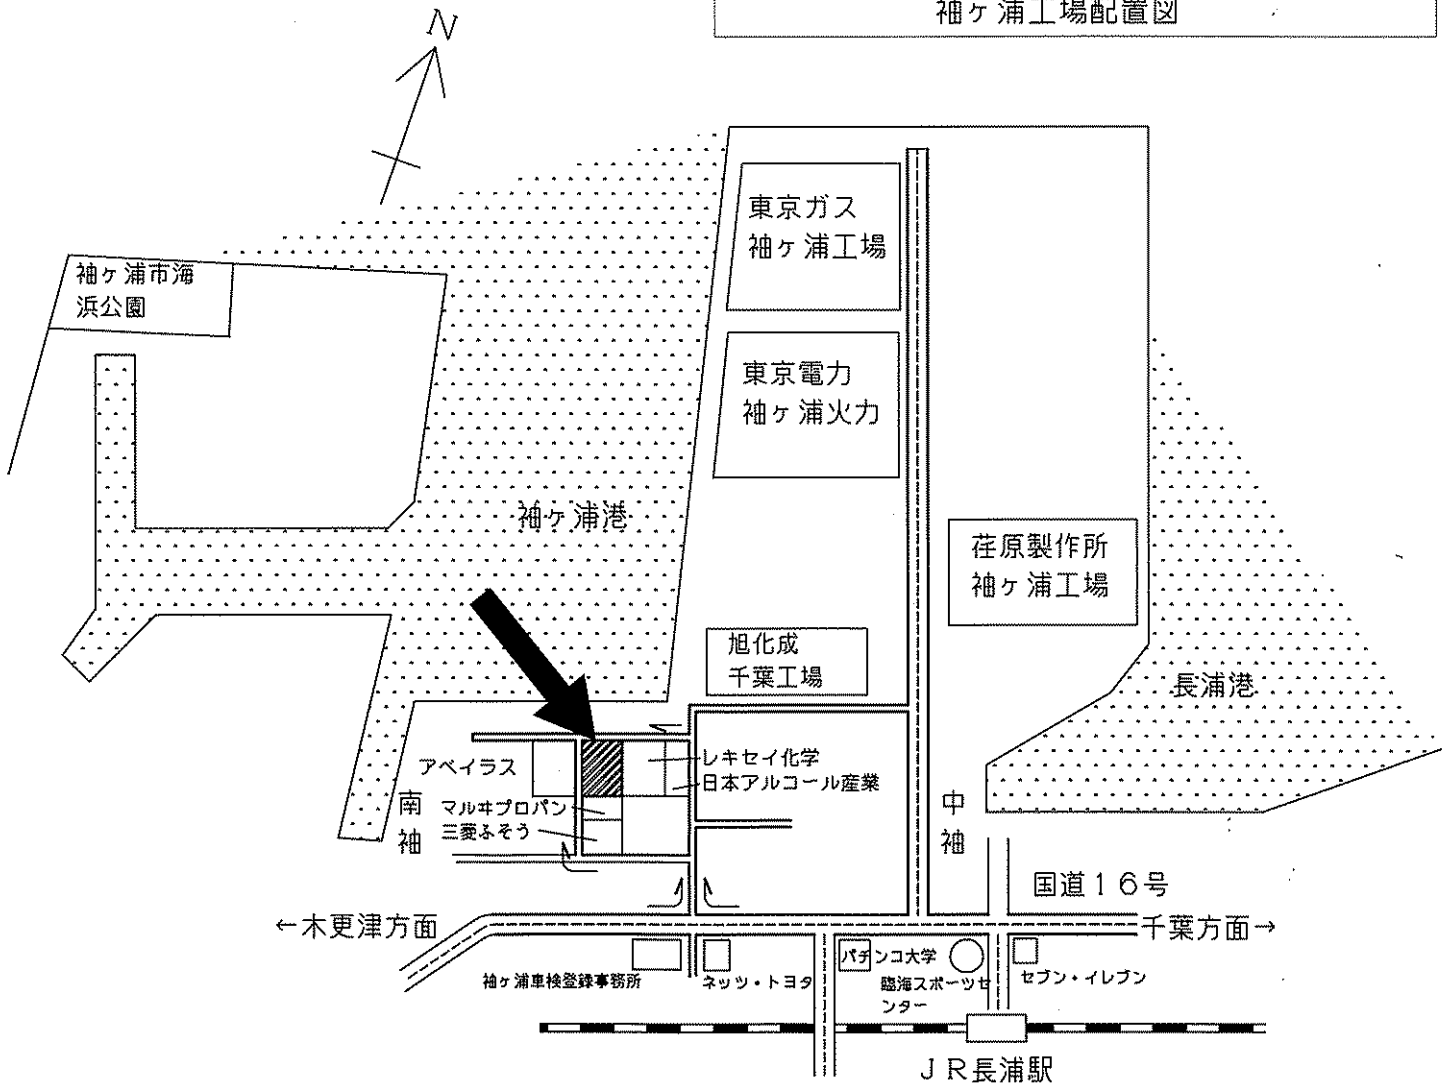 袖ヶ浦工場配置図
N
東京ガス
袖ヶ浦工場
袖ヶ浦市海
浜公園
東京電力
袖ヶ浦火力
袖ヶ浦港
荏原製作所
袖ヶ浦工場
旭化成
千葉工場
長浦港
アベイラス
レキセイ化学
日本アルコール産業
南
袖
マルヰプロパン
三菱ふそう
中
袖
国道16号
←木更津方面
千葉方面→
袖ヶ浦車検登録事務所
ネッツ・トヨタ
パチンコ大学
臨海スポーツセ
ンター
セブン・イレブン
JR長浦駅